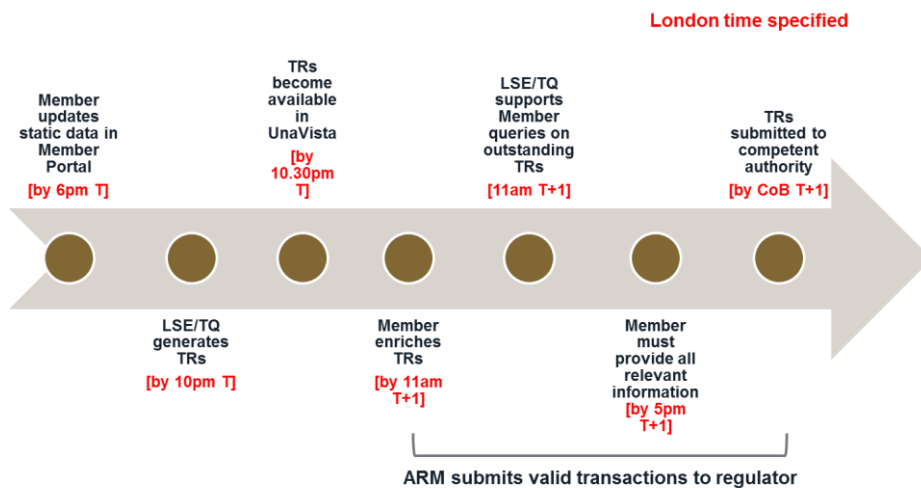 London time specified
Member
updates
static data in
Member
Portal
[by 6pm T]
LSE/TQ
generates
TRs
[by 10pm T]
TRs
become
available
in
UnaVista
[by
10.30pm
T]
Member
enriches
TRs
[by 11am
T+1]
LSE/TQ
supports
Member
queries on
outstanding
TRs
[11am T+1]
Member
must
provide all
relevant
information
[by 5pm
T+1]
TRs
submitted to
competent
authority
[by CoB T+1]
ARM submits valid transactions to regulator